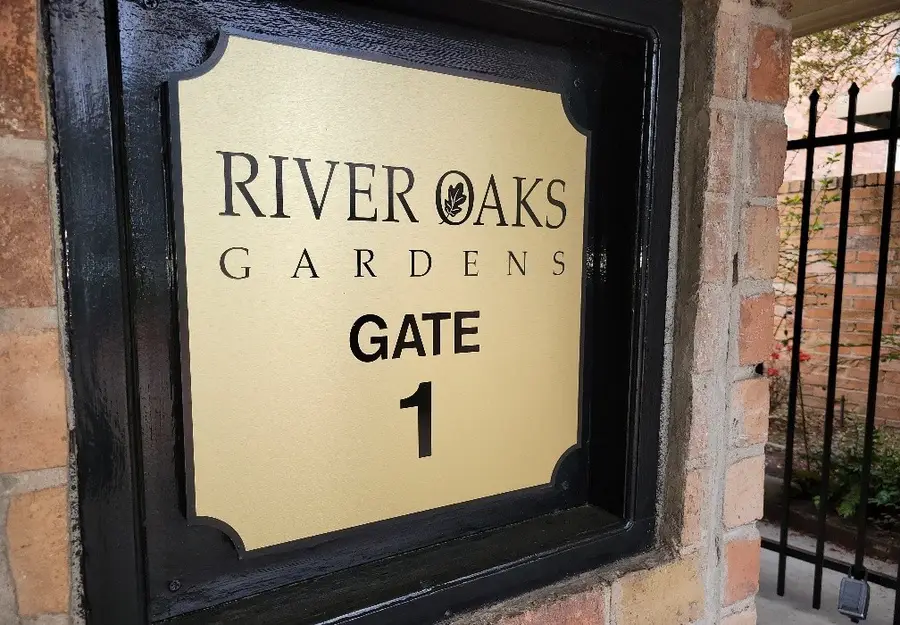 RIVER OAKS
GARDENS
GATE
1